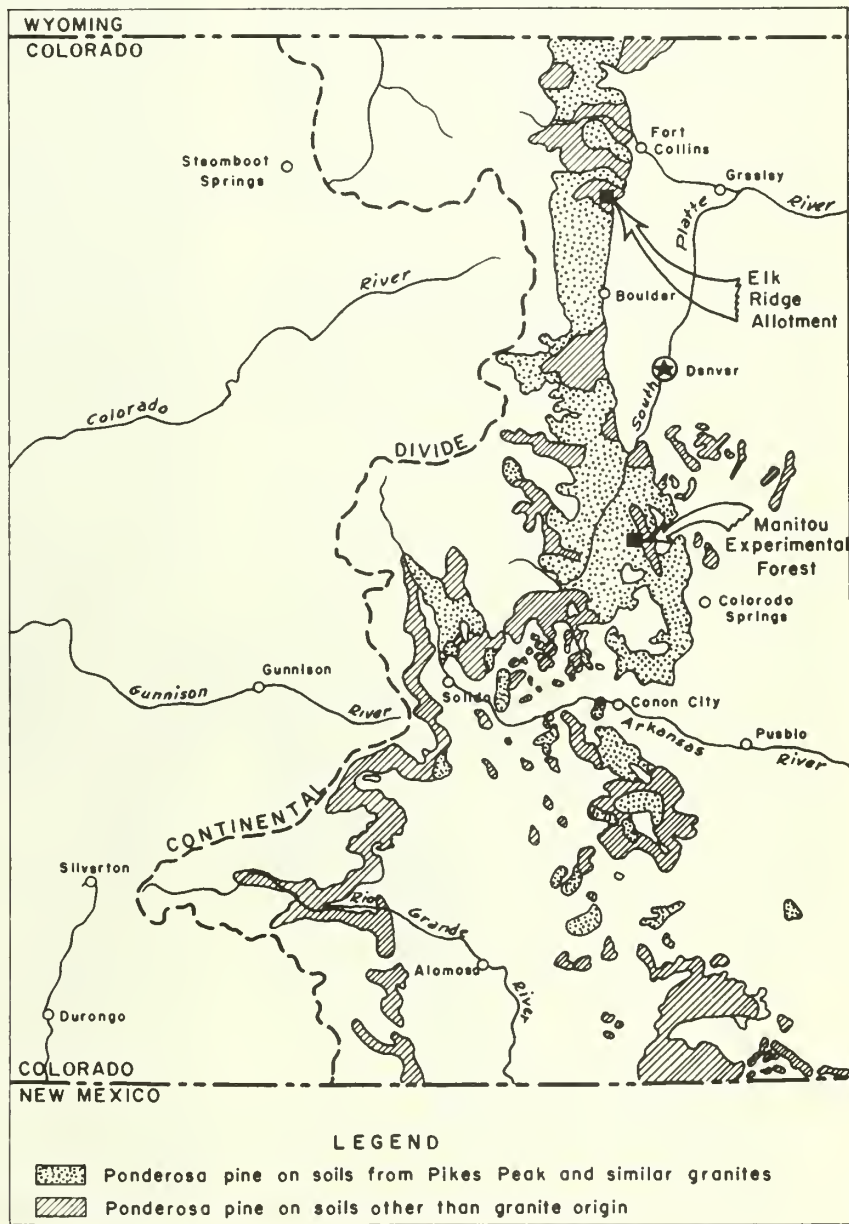 WYOMING
COLORADO
Steamboat
Springs
Fort
Collins
Greeley
River
Platte
Elk
Ridge
Allotment
Boulder
River
Colorado
South
Denver
DIVIDE
Manitou
Experimental
Forest
Colorado
Springs
Gunnison
Gunnison
River
Salida
Canon City
Arkansas
Pueblo
River
CONTINENTAL
Silverton
Rio
Grande
Alamosa
River
Durango
COLORADO
NEW MEXICO
LEGEND
Ponderosa pine on soils from Pikes Peak and similar granites
Ponderosa pine on soils other than granite origin